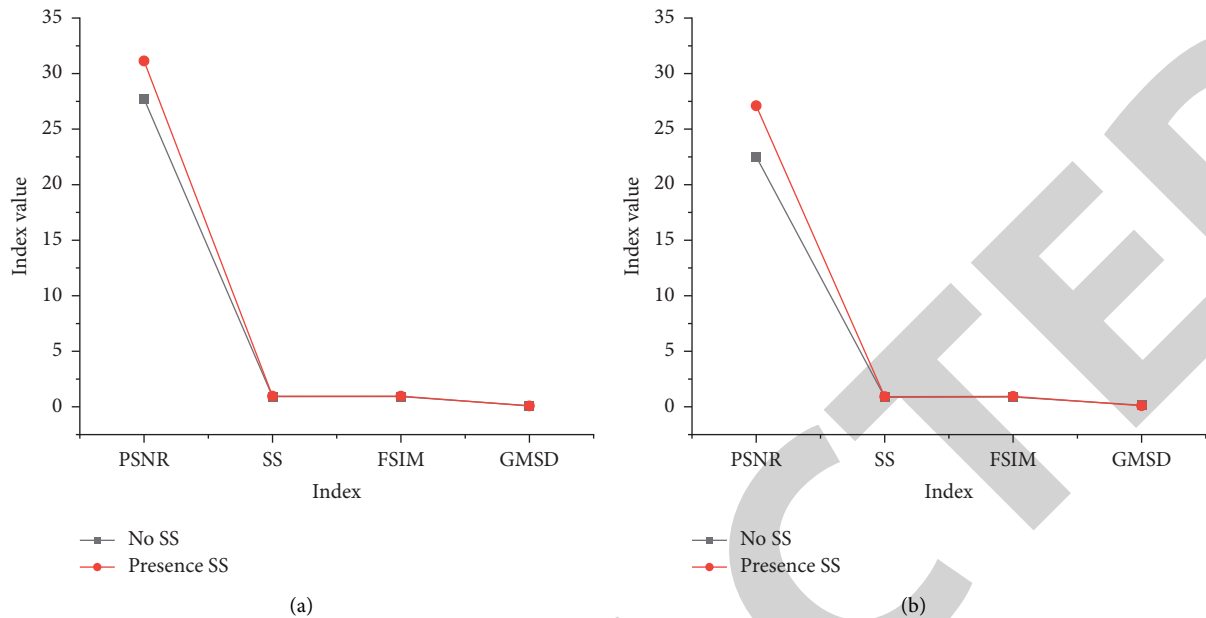 35
30
25
20
15
10
5
0
Index value
PSNR SS FSIM GMSD
Index
No SS
Presence SS
(a)
35
30
25
20
15
10
5
0
Index value
PSNR SS FSIM GMSD
Index
No SS
Presence SS
(b)
CTED